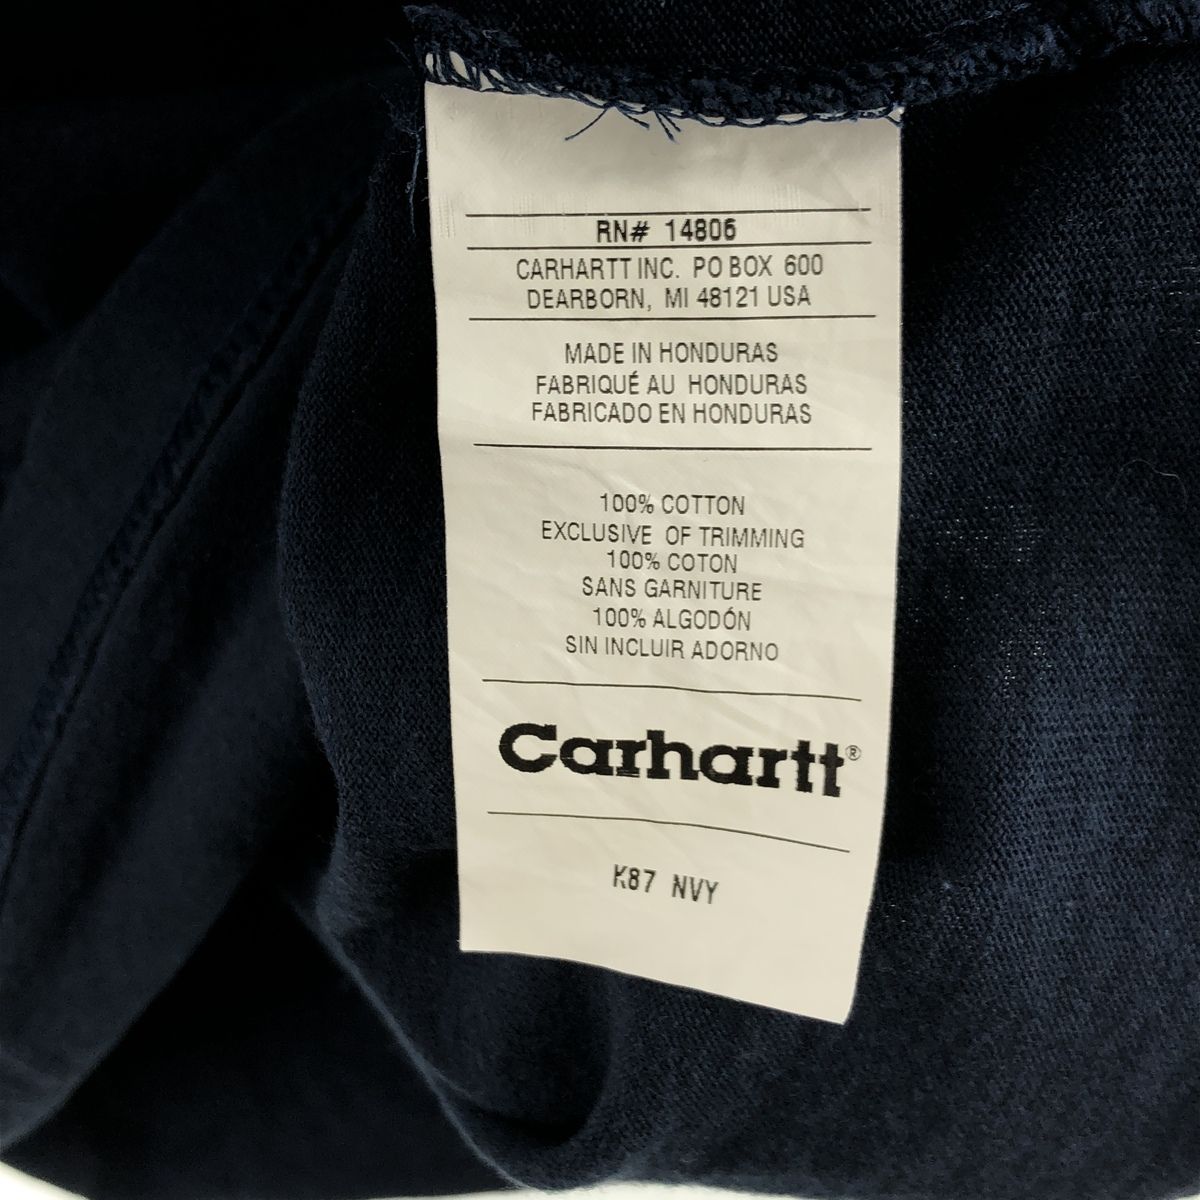 RN# 14806
CARHARTT INC. PO BOX 600
DEARBORN, MI 48121 USA
MADE IN HONDURAS
FABRIQUÉ AU HONDURAS
FABRICADO EN HONDURAS
100% COTTON
EXCLUSIVE OF TRIMMING
100% COTON
SANS GARNITURE
100% ALGODÓN
SIN INCLUIR ADORNO
Carhartt®
K87 NVY